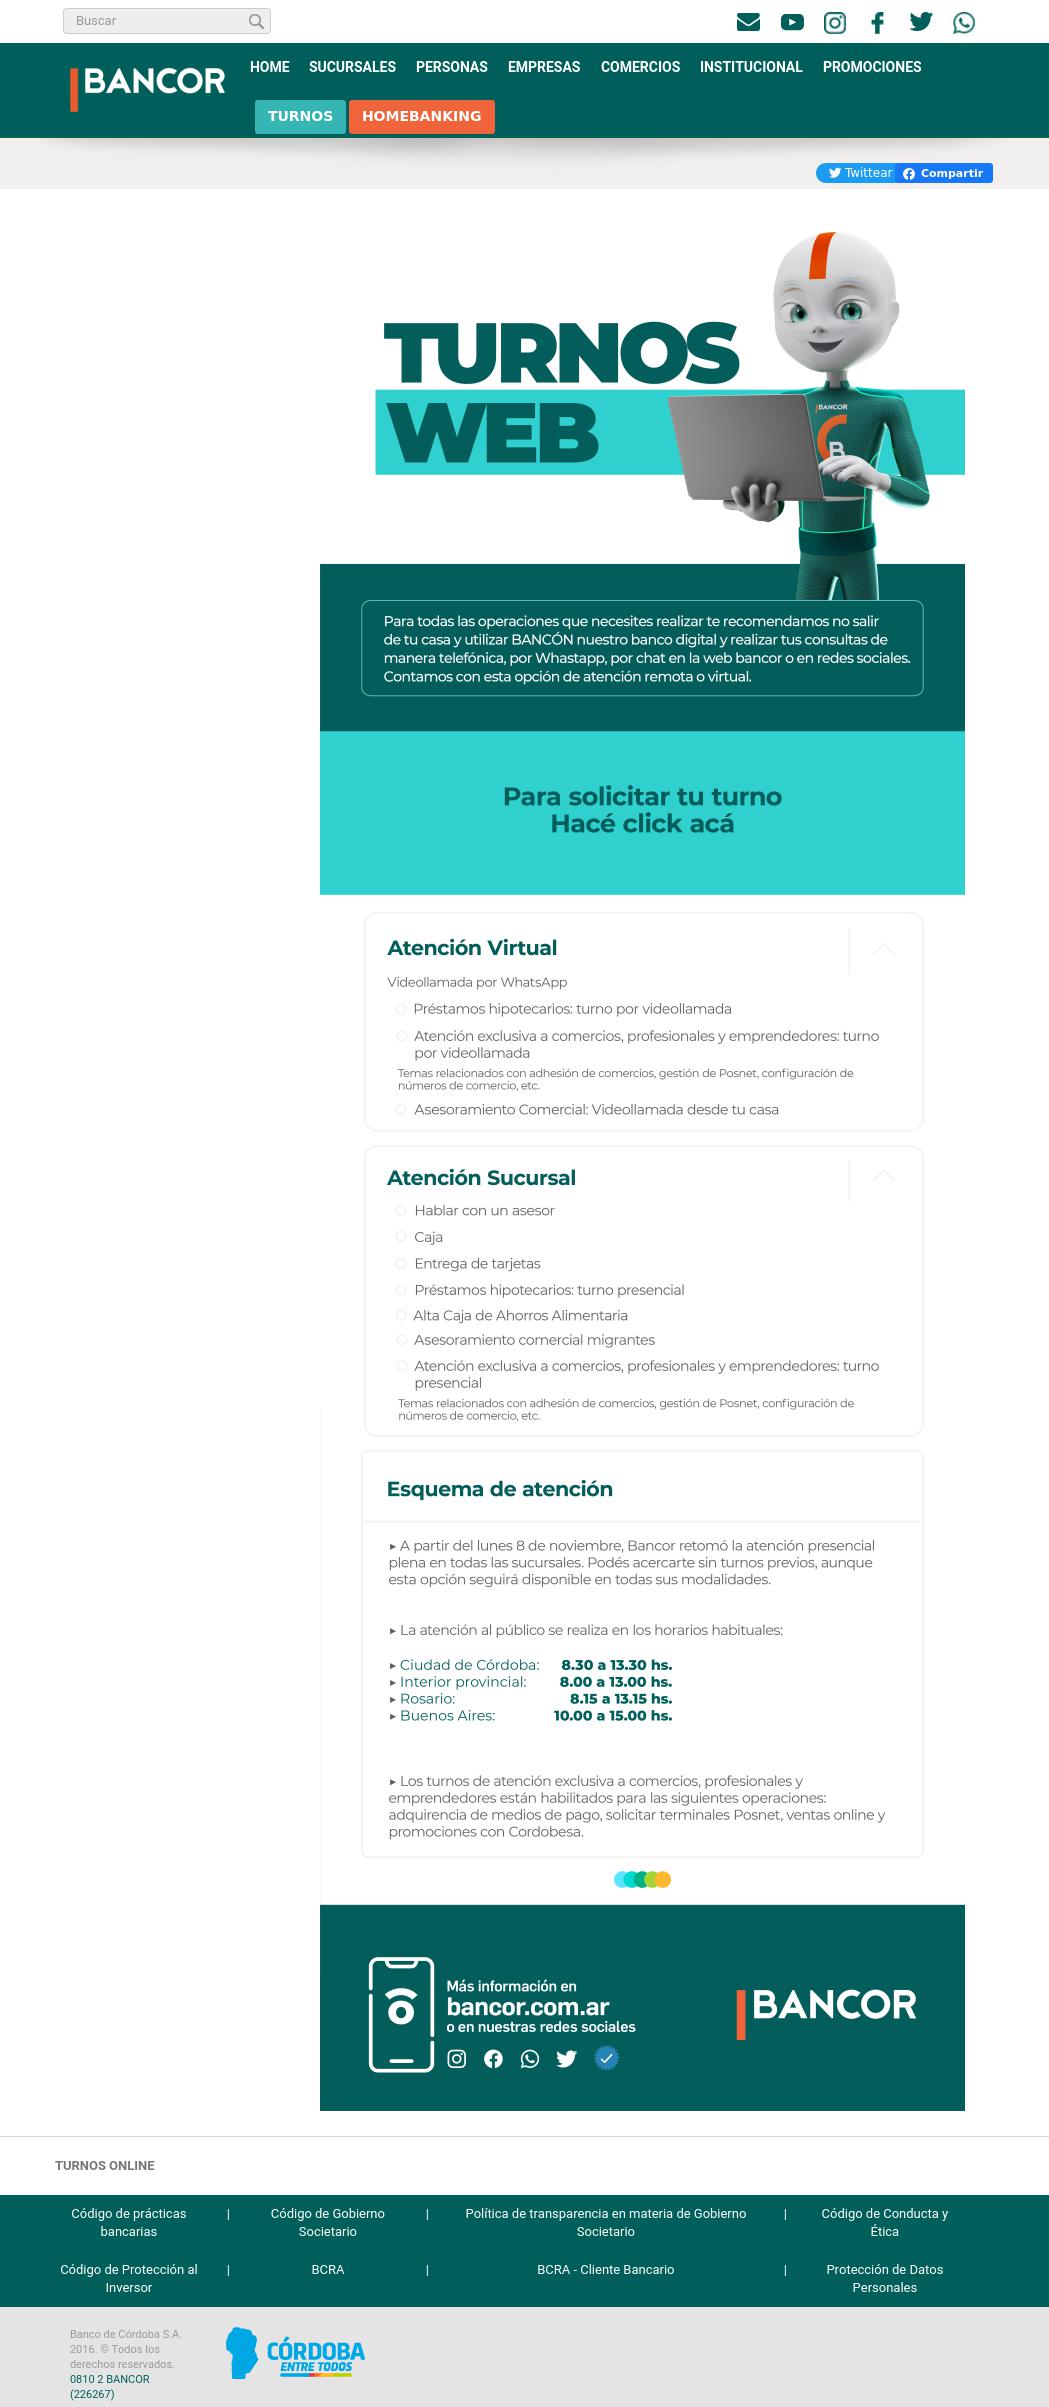 Buscar
BANCOR
HOME SUCURSALES PERSONAS EMPRESAS COMERCIOS INSTITUCIONAL PROMOCIONES
TURNOS HOMEBANKING
Twittear Compartir
TURNOS
WEB
BANCOR
B
Para todas las operaciones que necesites realizar te recomendamos no salir
de tu casa y utilizar BANCÓN nuestro banco digital y realizar tus consultas de
manera telefónica, por Whastapp, por chat en la web bancor o en redes sociales.
Contamos con esta opción de atención remota o virtual.
Para solicitar tu turno
Hacé click acá
Atención Virtual
Videollamada por WhatsApp
Préstamos hipotecarios: turno por videollamada
Atención exclusiva a comercios, profesionales y emprendedores: turno
por videollamada
Temas relacionados con adhesión de comercios, gestión de Posnet, configuración de
números de comercio, etc.
Asesoramiento Comercial: Videollamada desde tu casa
Atención Sucursal
Hablar con un asesor
Caja
Entrega de tarjetas
Préstamos hipotecarios: turno presencial
Alta Caja de Ahorros Alimentaria
Asesoramiento comercial migrantes
Atención exclusiva a comercios, profesionales y emprendedores: turno
presencial
Temas relacionados con adhesión de comercios, gestión de Posnet, configuración de
números de comercio, etc.
Esquema de atención
▸ A partir del lunes 8 de noviembre, Bancor retomó la atención presencial
plena en todas las sucursales. Podés acercarte sin turnos previos, aunque
esta opción seguirá disponible en todas sus modalidades.
▸ La atención al público se realiza en los horarios habituales:
▸ Ciudad de Córdoba: 8.30 a 13.30 hs.
▸ Interior provincial: 8.00 a 13.00 hs.
▸ Rosario: 8.15 a 13.15 hs.
▸ Buenos Aires: 10.00 a 15.00 hs.
▸ Los turnos de atención exclusiva a comercios, profesionales y
emprendedores están habilitados para las siguientes operaciones:
adquirencia de medios de pago, solicitar terminales Posnet, ventas online y
promociones con Cordobesa.
Más información en
bancor.com.ar
o en nuestras redes sociales
BANCOR
TURNOS ONLINE
Código de prácticas | Código de Gobierno | Política de transparencia en materia de Gobierno | Código de Conducta y
bancarias Societario Societario Ética
Código de Protección al | BCRA | BCRA - Cliente Bancario | Protección de Datos
Inversor Personales
Banco de Córdoba S.A.
2016. © Todos los
derechos reservados.
0810 2 BANCOR
(226267)
CÓRDOBA
ENTRE TODOS